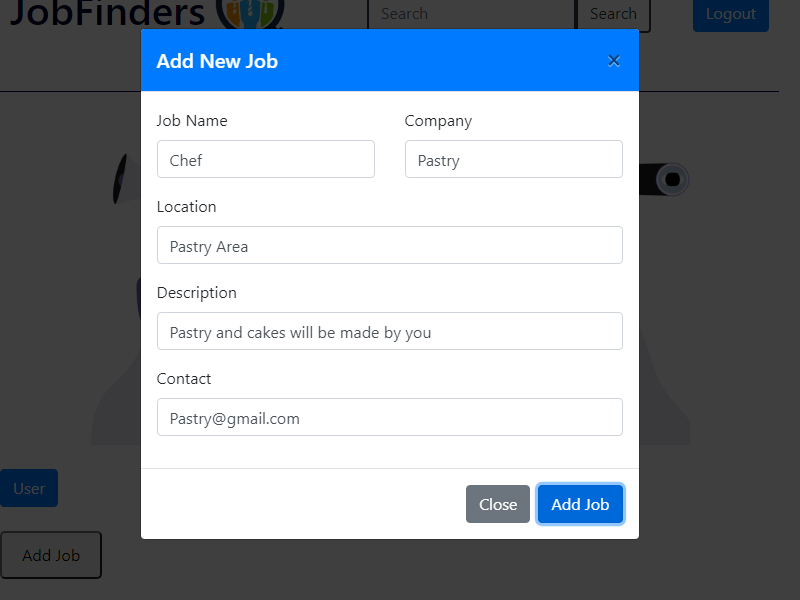 JobFinders
Search
Search
Logout
Add New Job
×
Job Name
Company
Chef
Pastry
Location
Pastry Area
Description
Pastry and cakes will be made by you
Contact
Pastry@gmail.com
Close
Add Job
User
Add Job